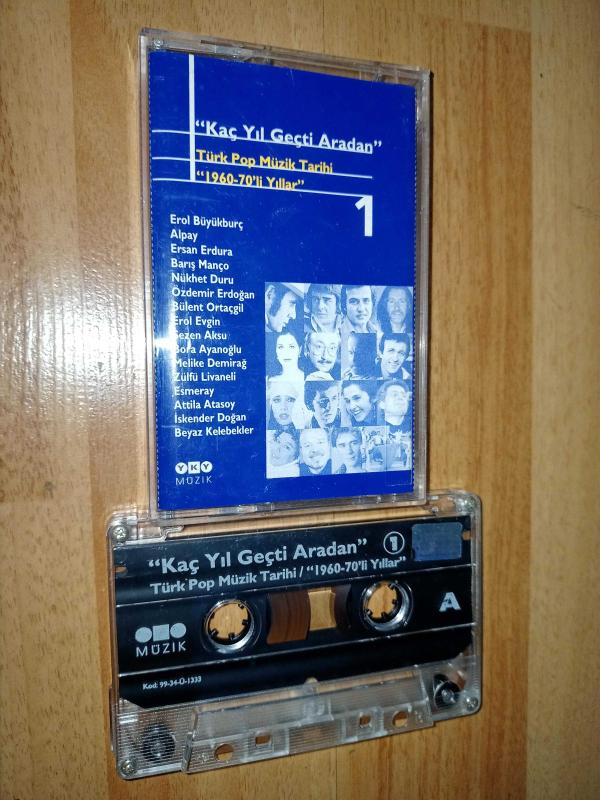 “Kaç Yıl Geçti Aradan”
Türk Pop Müzik Tarihi
“1960-70'li Yıllar”
1
Erol Büyükburç
Alpay
Ersan Erdura
Barış Manço
Nükhet Duru
Özdemir Erdoğan
Bülent Ortaçgil
Erol Evgin
Sezen Aksu
Bora Ayanoğlu
Melike Demirağ
Zülfü Livaneli
Esmeray
Attila Atasoy
İskender Doğan
Beyaz Kelebekler
YKY
MÜZİK
“Kaç Yıl Geçti Aradan” 1
Türk Pop Müzik Tarihi / “1960-70'li Yıllar”
A
MÜZİK
Kod: 99-34-Ü-1333